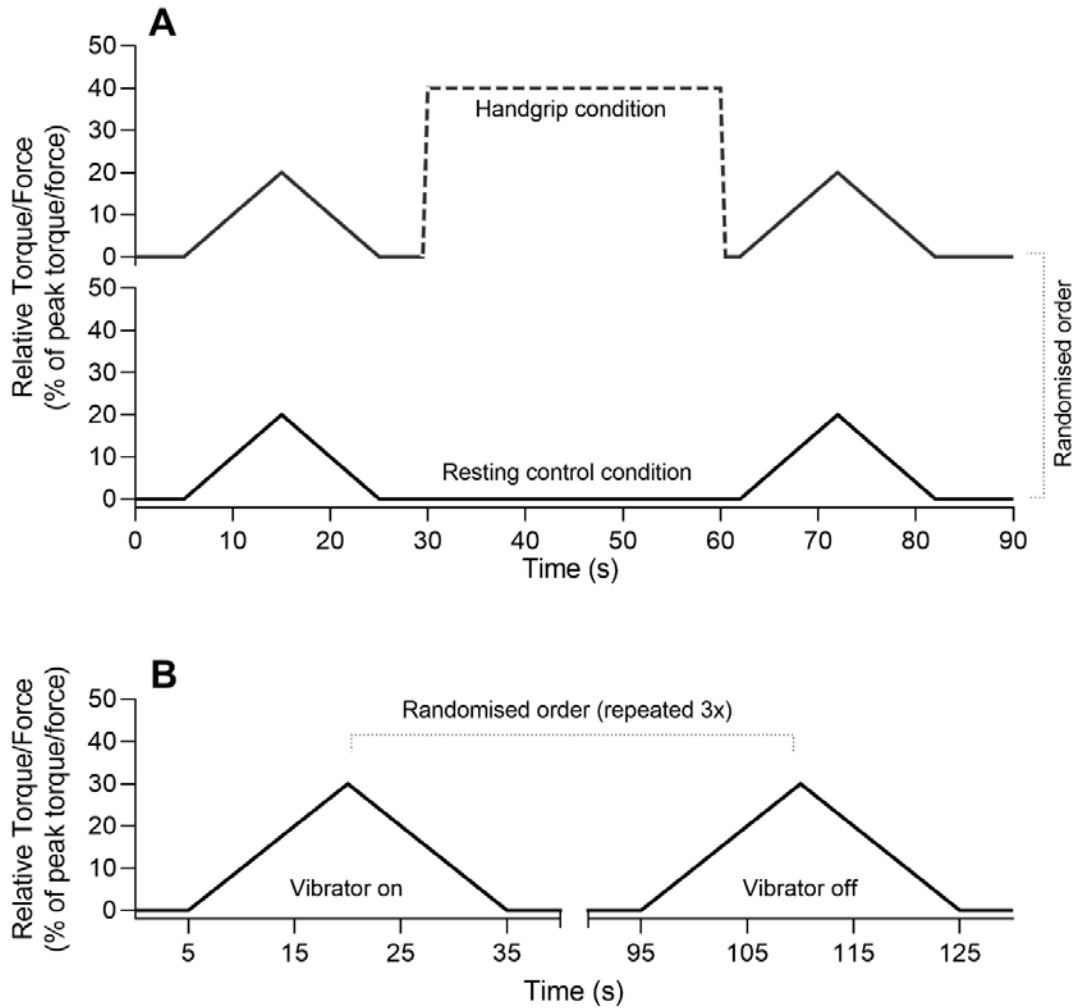 A
Relative Torque/Force
(% of peak torque/force)
50
40
30
20
10
0
Handgrip condition
50
40
30
20
10
0
Resting control condition
Randomised order
0 10 20 30 40 50 60 70 80 90
Time (s)
B
Relative Torque/Force
(% of peak torque/force)
50
40
30
20
10
0
Randomised order (repeated 3x)
Vibrator on
Vibrator off
5 15 25 35 95 105 115 125
Time (s)